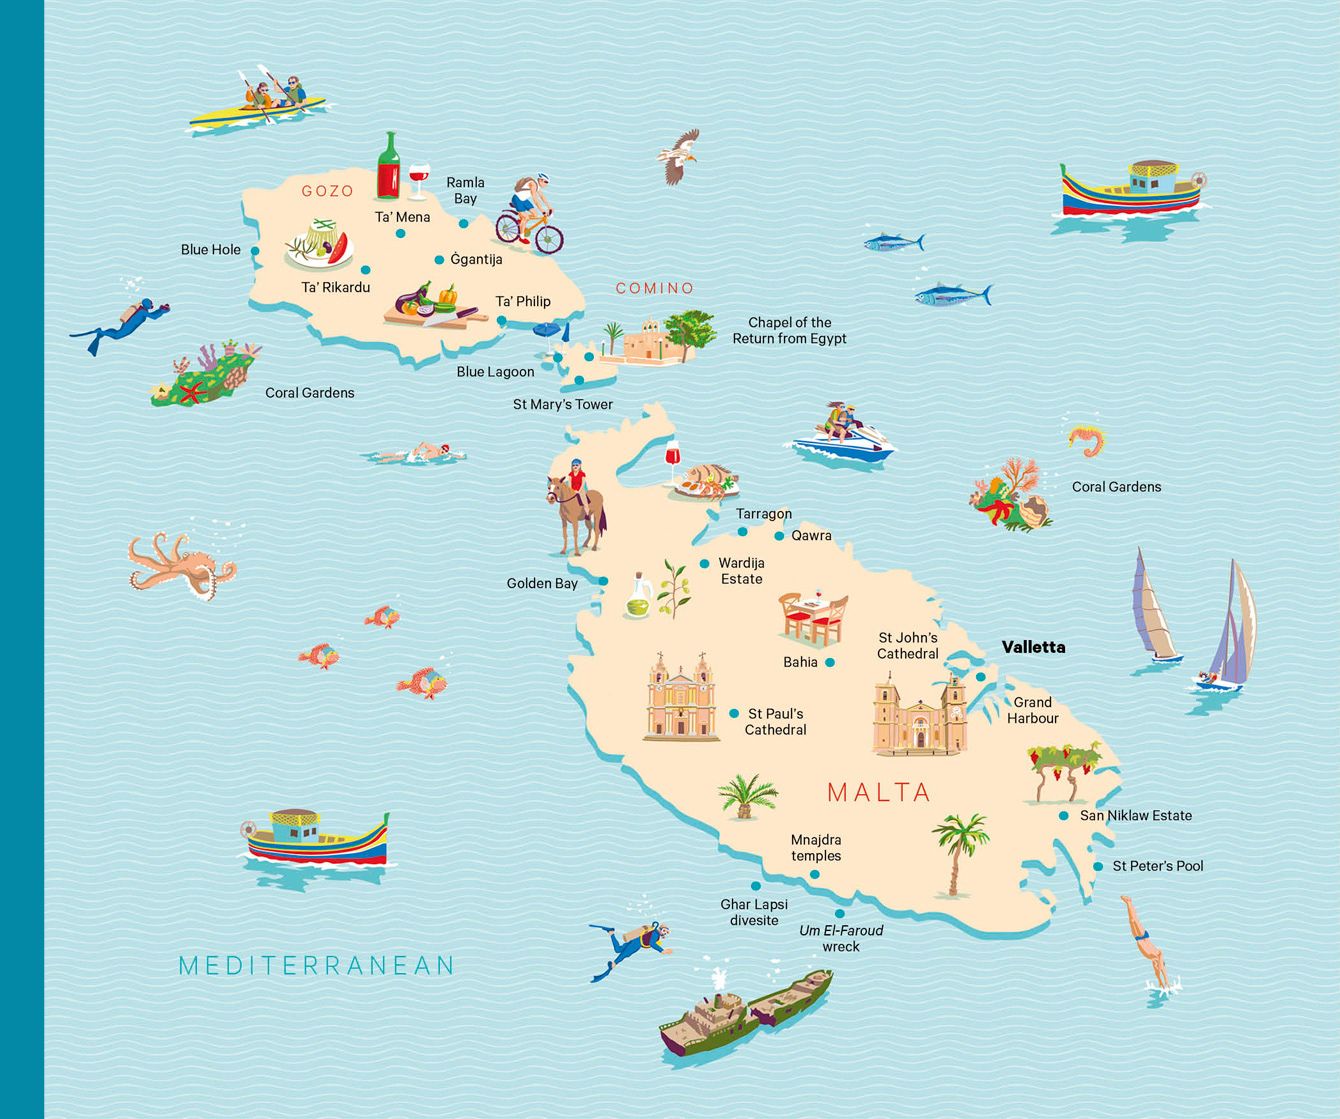 GOZO
Ramla
Bay
Ta’ Mena
Blue Hole
Ġgantija
Ta’ Rikardu
Ta’ Philip
COMINO
Chapel of the
Return from Egypt
Blue Lagoon
Coral Gardens
St Mary’s Tower
Coral Gardens
Tarragon
Qawra
Wardija
Estate
Golden Bay
St John’s
Cathedral
Valletta
Bahia
Grand
Harbour
St Paul’s
Cathedral
MALTA
San Niklaw Estate
Mnajdra
temples
St Peter’s Pool
Ghar Lapsi
divesite
Um El-Faroud
wreck
MEDITERRANEAN